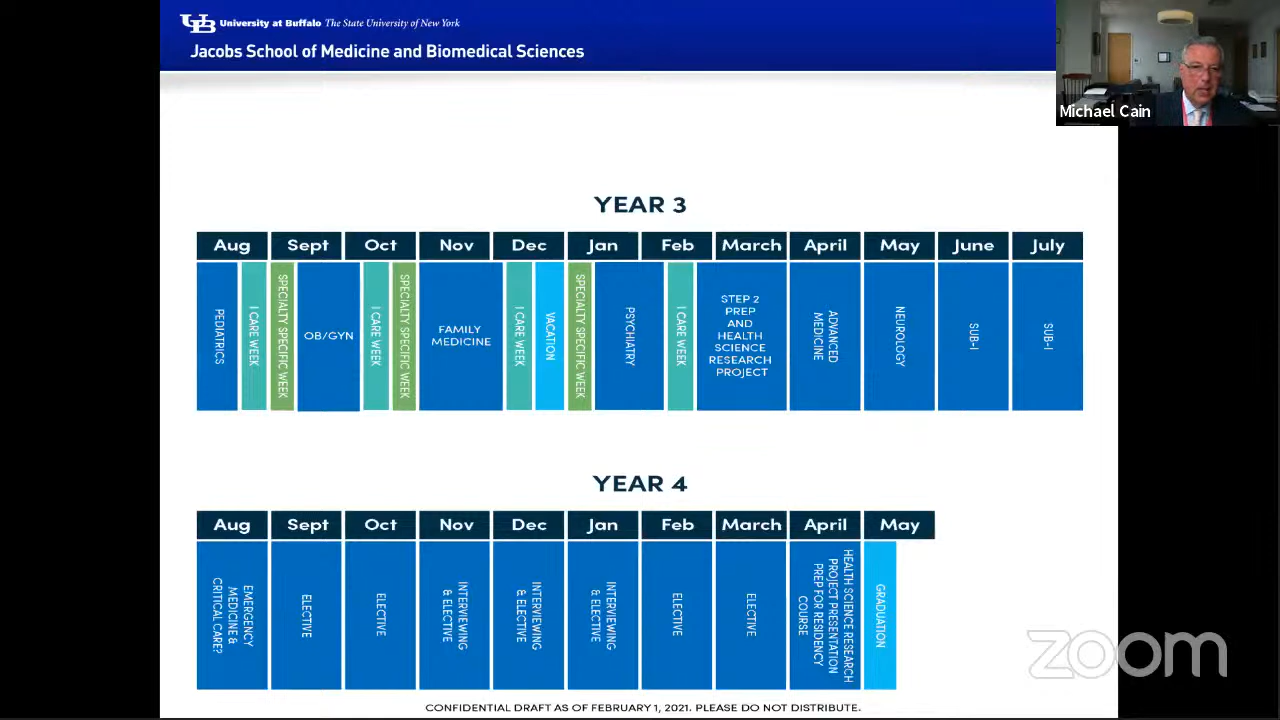 University at Buffalo The State University of New York
Jacobs School of Medicine and Biomedical Sciences
Michael Cain
YEAR 3
Aug Sept Oct Nov Dec Jan Feb March April May June July
PEDIATRICS
I CARE WEEK
SPECIALTY SPECIFIC WEEK
OB/GYN
I CARE WEEK
SPECIALTY SPECIFIC WEEK
FAMILY
MEDICINE
I CARE WEEK
VACATION
SPECIALTY SPECIFIC WEEK
PSYCHIATRY
I CARE WEEK
STEP 2
PREP
AND
HEALTH
SCIENCE
RESEARCH
PROJECT
ADVANCED
MEDICINE
NEUROLOGY
SUB-I
SUB-I
YEAR 4
Aug Sept Oct Nov Dec Jan Feb March April May
EMERGENCY
MEDICINE &
CRITICAL CARE?
ELECTIVE
ELECTIVE
INTERVIEWING
& ELECTIVE
INTERVIEWING
& ELECTIVE
INTERVIEWING
& ELECTIVE
ELECTIVE
ELECTIVE
HEALTH SCIENCE RESEARCH
PROJECT PRESENTATION
PREP FOR RESIDENCY
COURSE
GRADUATION
zoom
CONFIDENTIAL DRAFT AS OF FEBRUARY 1, 2021. PLEASE DO NOT DISTRIBUTE.